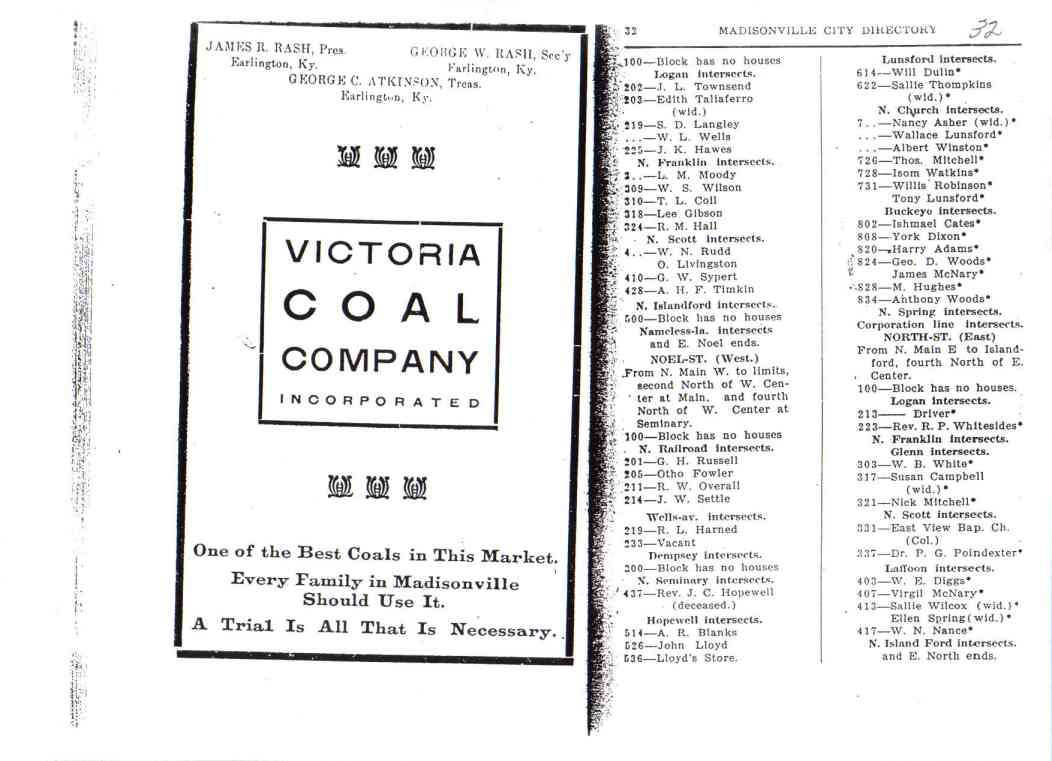 JAMES R. RASH, Pres.
Earlington, Ky.
GEORGE W. RASH, Sec'y
Earlington, Ky.
GEORGE C. ATKINSON, Treas.
Earlington, Ky.
VICTORIA
COAL
COMPANY
INCORPORATED
One of the Best Coals in This Market.
Every Family in Madisonville
Should Use It.
A Trial Is All That Is Necessary.
32 MADISONVILLE CITY DIRECTORY 32
100—Block has no houses
Logan intersects.
202—J. L. Townsend
203—Edith Taliaferro
(wid.)
219—S. D. Langley
...—W. L. Wells
225—J. K. Hawes
N. Franklin intersects.
3..—L. M. Moody
309—W. S. Wilson
310—T. L. Coil
318—Lee Gibson
324—R. M. Hall
N. Scott intersects.
4..—W. N. Rudd
O. Livingston
410—G. W. Sypert
428—A. H. F. Timkin
N. Islandford intersects.
500—Block has no houses
Nameless-la. intersects
and E. Noel ends.
NOEL-ST. (West.)
From N. Main W. to limits,
second North of W. Cen-
ter at Main, and fourth
North of W. Center at
Seminary.
100—Block has no houses
N. Railroad intersects.
201—G. H. Russell
205—Otho Fowler
211—R. W. Overall
214—J. W. Settle
Wells-av. intersects.
219—R. L. Harned
233—Vacant
Dempsey intersects.
300—Block has no houses
N. Seminary intersects.
437—Rev. J. C. Hopewell
(deceased.)
Hopewell intersects.
514—A. R. Blanks
526—John Lloyd
536—Lloyd's Store.
Lunsford intersects.
614—Will Dulin*
622—Sallie Thompkins
(wid.)*
N. Church intersects.
7..—Nancy Asher (wid.)*
...—Wallace Lunsford*
...—Albert Winston*
726—Thos. Mitchell*
728—Isom Watkins*
731—Willis Robinson*
Tony Lunsford*
Buckeye intersects.
802—Ishmael Cates*
808—York Dixon*
820—Harry Adams*
824—Geo. D. Woods*
James McNary*
828—M. Hughes*
834—Anthony Woods*
N. Spring intersects.
Corporation line intersects.
NORTH-ST. (East)
From N. Main E to Island-
ford, fourth North of E.
Center.
100—Block has no houses.
Logan intersects.
213—— Driver*
223—Rev. R. P. Whitesides*
N. Franklin intersects.
Glenn intersects.
303—W. B. White*
317—Susan Campbell
(wid.)*
321—Nick Mitchell*
N. Scott intersects.
331—East View Bap. Ch.
(Col.)
337—Dr. P. G. Poindexter*
Laffoon intersects.
403—W. E. Diggs*
407—Virgil McNary*
413—Sallie Wilcox (wid.)*
Ellen Spring(wid.)*
417—W. N. Nance*
N. Island Ford intersects.
and E. North ends.